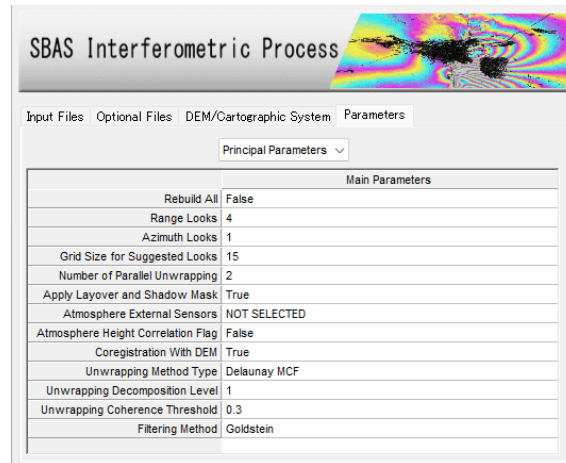 SBAS Interferometric Process
Input Files Optional Files DEM/Cartographic System Parameters
Principal Parameters
Main Parameters
Rebuild All False
Range Looks 4
Azimuth Looks 1
Grid Size for Suggested Looks 15
Number of Parallel Unwrapping 2
Apply Layover and Shadow Mask True
Atmosphere External Sensors NOT SELECTED
Atmosphere Height Correlation Flag False
Coregistration With DEM True
Unwrapping Method Type Delaunay MCF
Unwrapping Decomposition Level 1
Unwrapping Coherence Threshold 0.3
Filtering Method Goldstein